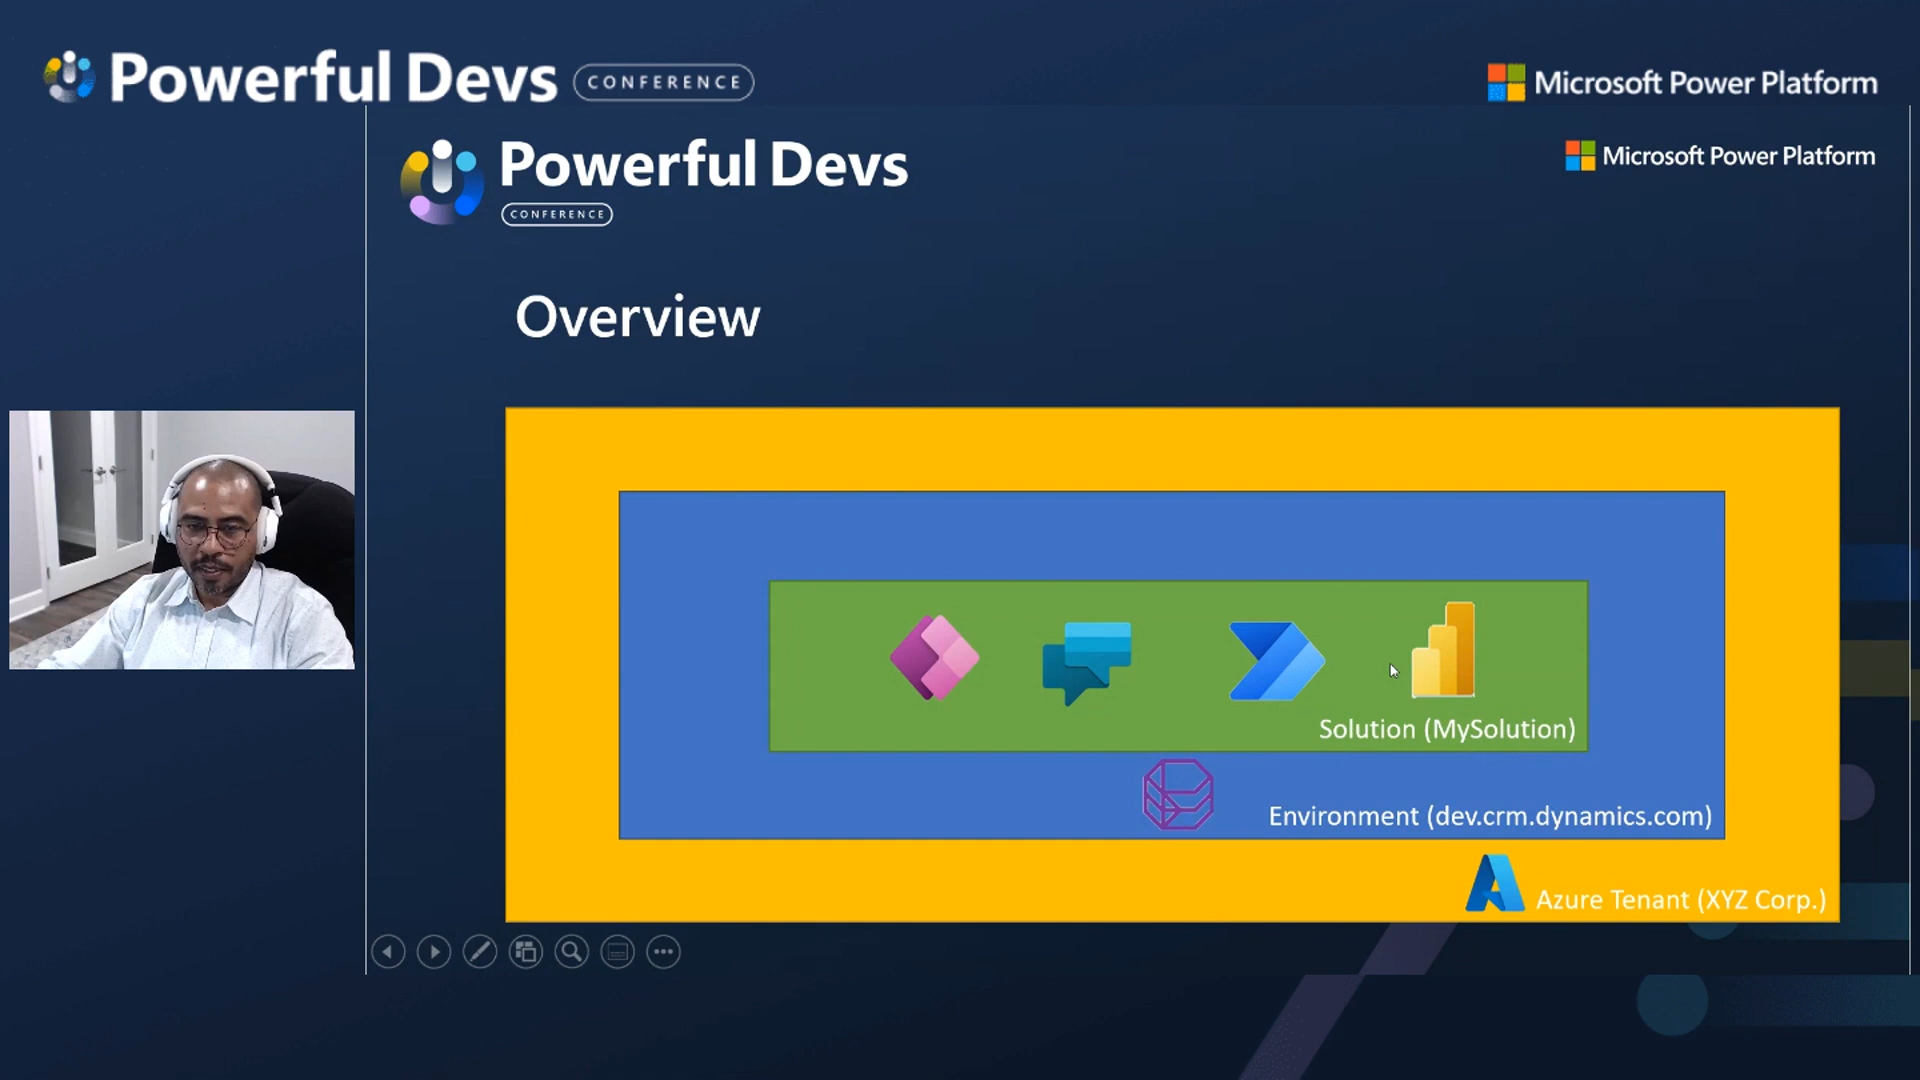 Powerful Devs CONFERENCE
Microsoft Power Platform
Powerful Devs
CONFERENCE
Microsoft Power Platform
Overview
Solution (MySolution)
Environment (dev.crm.dynamics.com)
Azure Tenant (XYZ Corp.)